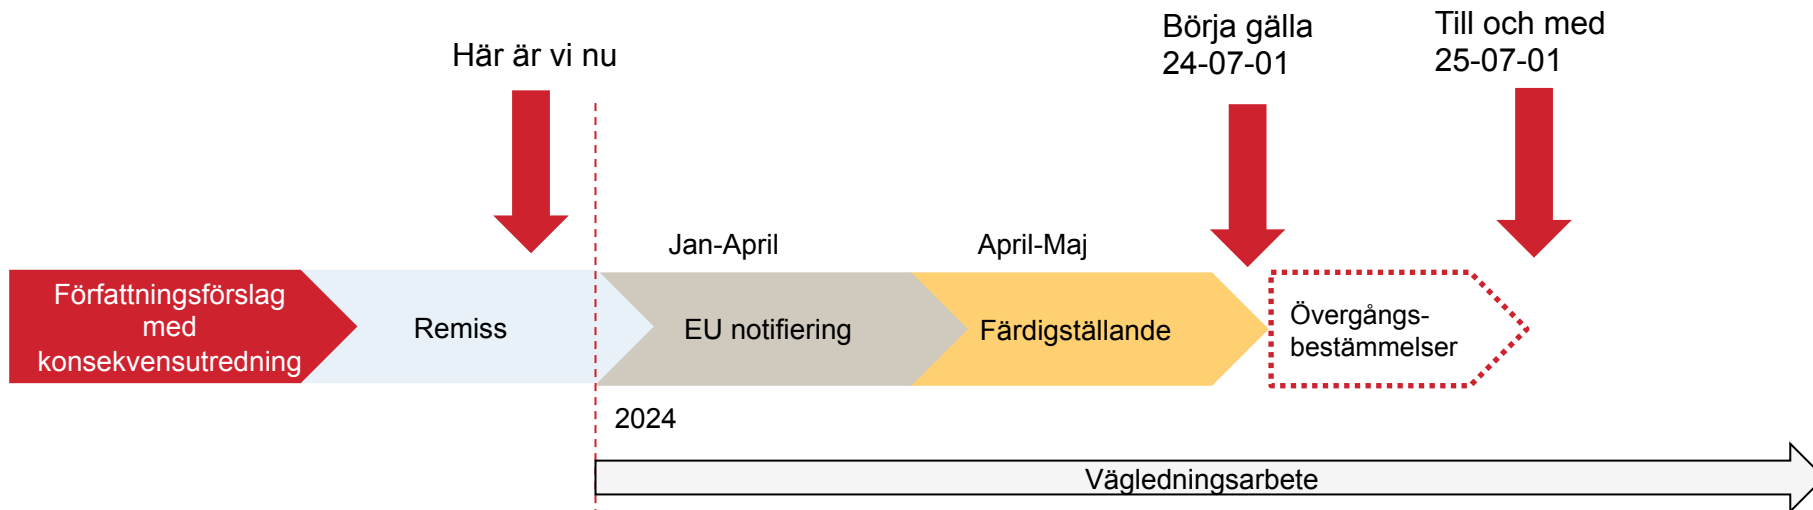 Här är vi nu
Börja gälla
24-07-01
Till och med
25-07-01
Jan-April
April-Maj
Författningsförslag
med
konsekvensutredning
Remiss
EU notifiering
Färdigställande
Övergångs-
bestämmelser
2024
Vägledningsarbete